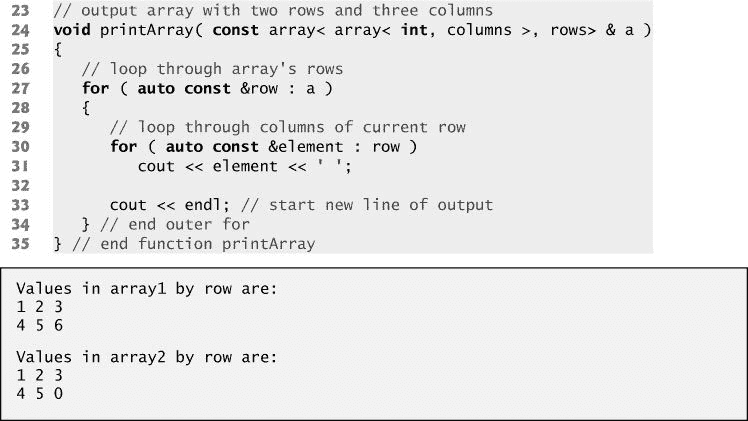 23 // output array with two rows and three columns
24 void printArray( const array< array< int, columns >, rows> & a )
25 {
26 // loop through array's rows
27 for ( auto const &row : a )
28 {
29 // loop through columns of current row
30 for ( auto const &element : row )
31 cout << element << ' ';
32
33 cout << endl; // start new line of output
34 } // end outer for
35 } // end function printArray
Values in array1 by row are:
1 2 3
4 5 6
Values in array2 by row are:
1 2 3
4 5 0